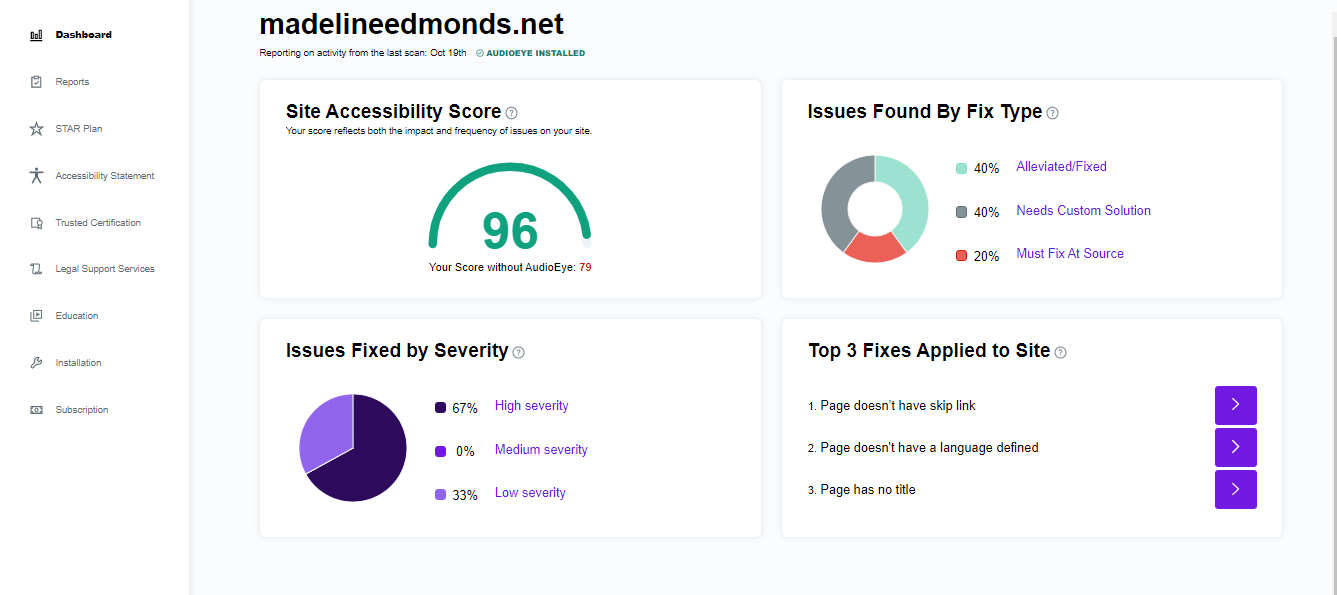 madelineedmonds.net
Reporting on activity from the last scan: Oct 19th AUDIOEYE INSTALLED
Dashboard
Reports
STAR Plan
Accessibility Statement
Trusted Certification
Legal Support Services
Education
Installation
Subscription
Site Accessibility Score ?
Your score reflects both the impact and frequency of issues on your site.
96
Your Score without AudioEye: 79
Issues Found By Fix Type ?
40% Alleviated/Fixed
40% Needs Custom Solution
20% Must Fix At Source
Issues Fixed by Severity ?
67% High severity
0% Medium severity
33% Low severity
Top 3 Fixes Applied to Site ?
1. Page doesn't have skip link
2. Page doesn't have a language defined
3. Page has no title